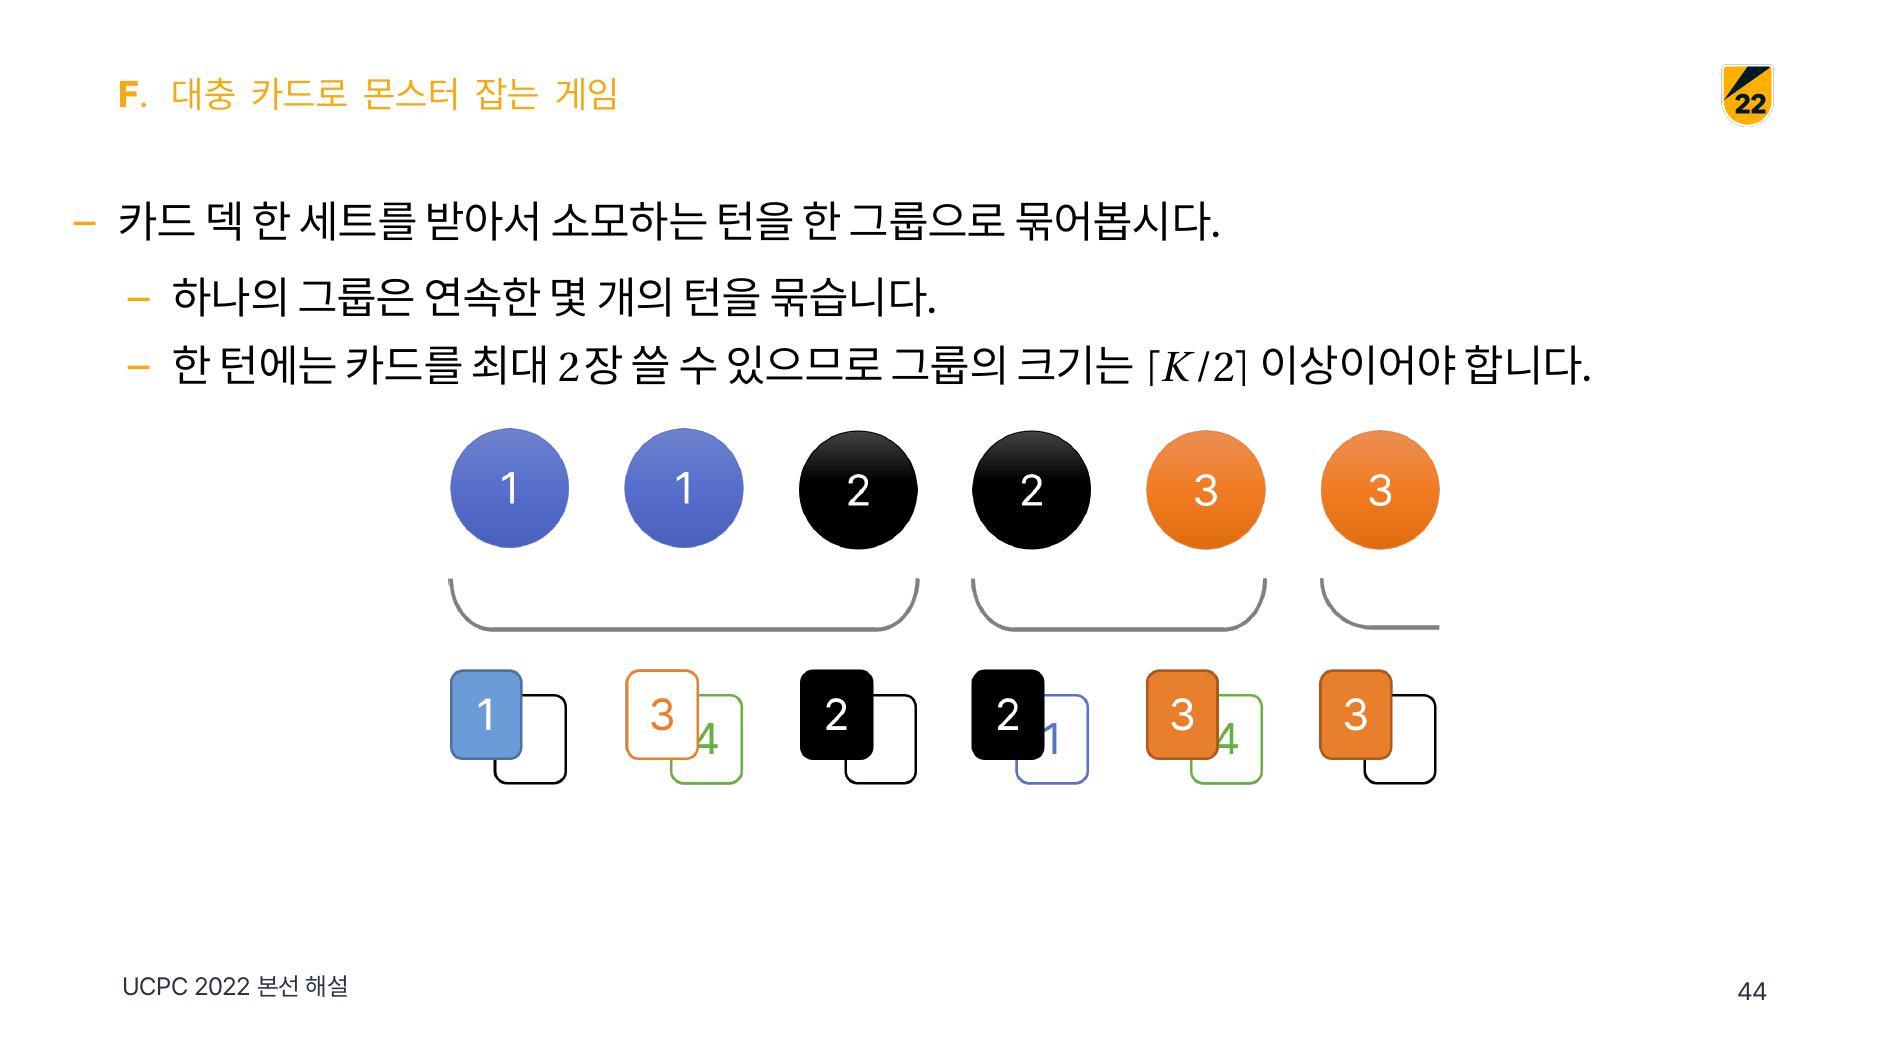 F. 대충 카드로 몬스터 잡는 게임
22
– 카드 덱 한 세트를 받아서 소모하는 턴을 한 그룹으로 묶어봅시다.
– 하나의 그룹은 연속한 몇 개의 턴을 묶습니다.
– 한 턴에는 카드를 최대 2장 쓸 수 있으므로 그룹의 크기는 ⌈K/2⌉ 이상이어야 합니다.
1 1 2 2 3 3
1 3 4 2 2 1 3 4 3
UCPC 2022 본선 해설
44